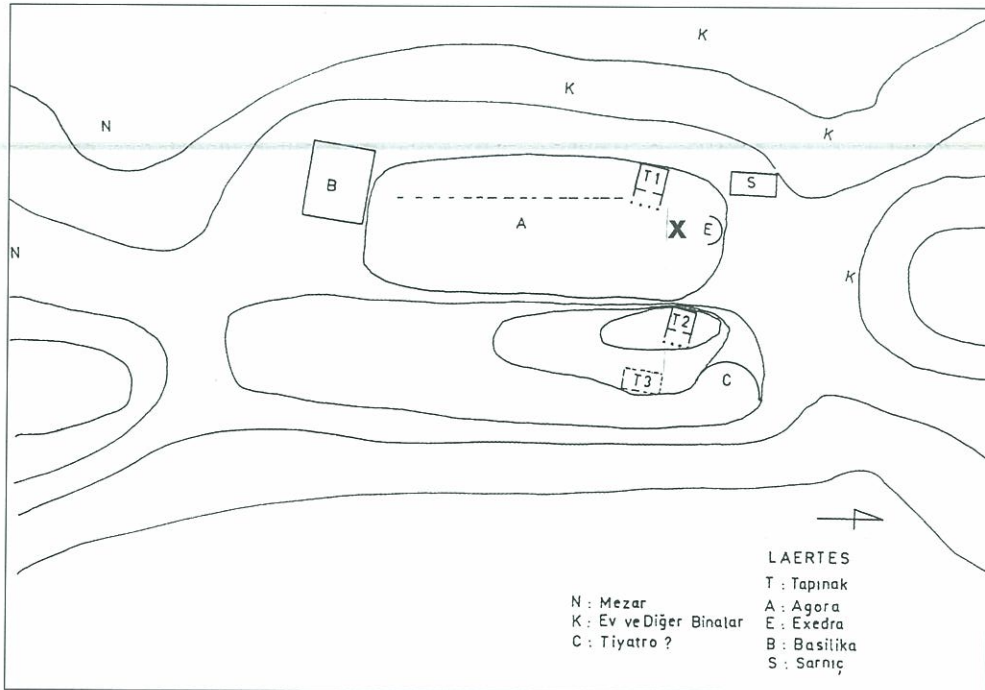 K
K
N
K
T1
B
S
A
X
E
N
K
T2
T3
C
LAERTES
T : Tapınak
N : Mezar
A : Agora
K : Ev ve Diğer Binalar
E : Exedra
C : Tiyatro ?
B : Basilika
S : Sarnıç